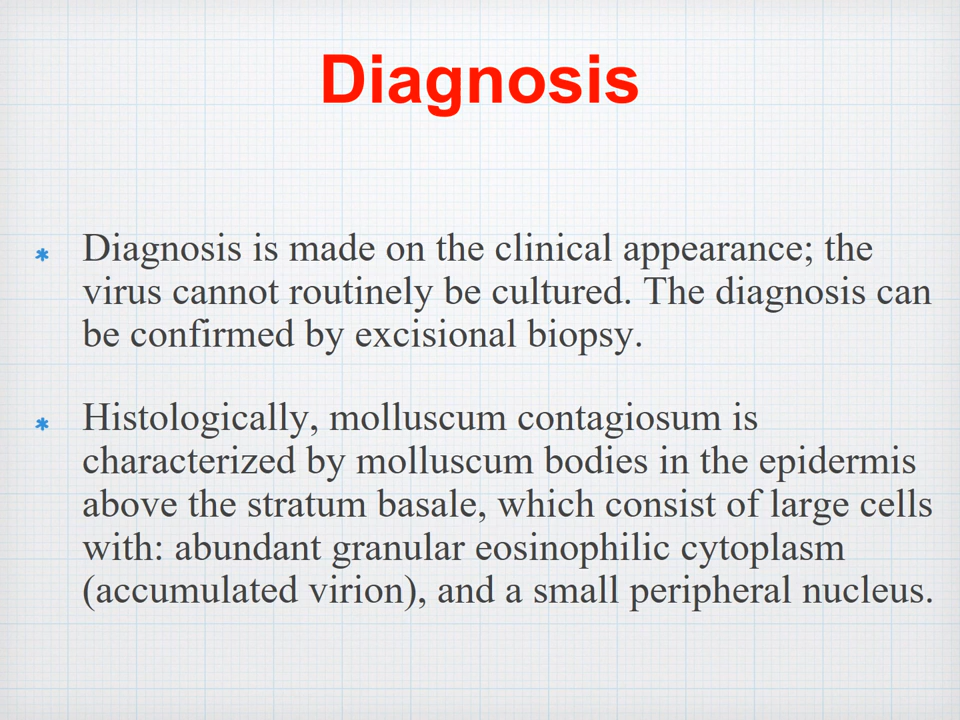 Diagnosis
Diagnosis is made on the clinical appearance; the
virus cannot routinely be cultured. The diagnosis can
be confirmed by excisional biopsy.
Histologically, molluscum contagiosum is
characterized by molluscum bodies in the epidermis
above the stratum basale, which consist of large cells
with: abundant granular eosinophilic cytoplasm
(accumulated virion), and a small peripheral nucleus.